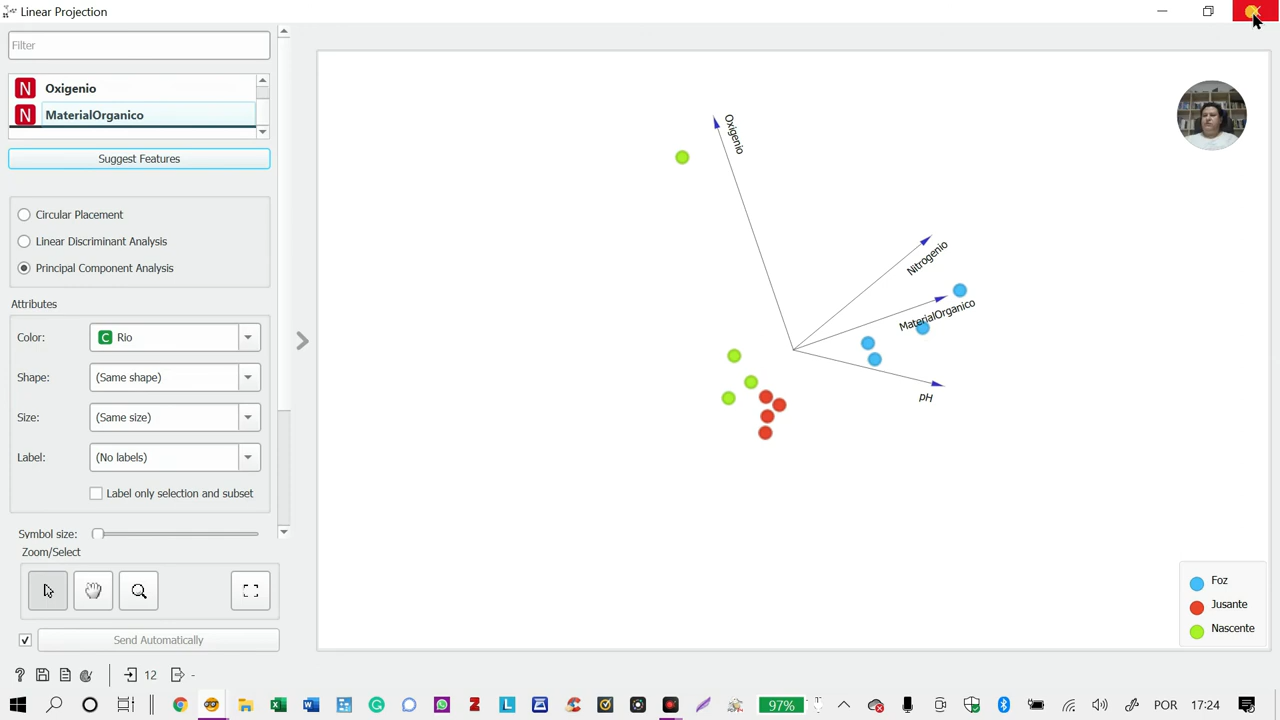 Linear Projection
Filter
N Oxigenio
N MaterialOrganico
Suggest Features
Circular Placement
Linear Discriminant Analysis
Principal Component Analysis
Attributes
Color: C Rio
Shape: (Same shape)
Size: (Same size)
Label: (No labels)
Label only selection and subset
Symbol size:
Zoom/Select
Send Automatically
? 12 -
Oxigenio
Nitrogenio
MaterialOrganico
pH
Foz
Jusante
Nascente
97% POR 17:24